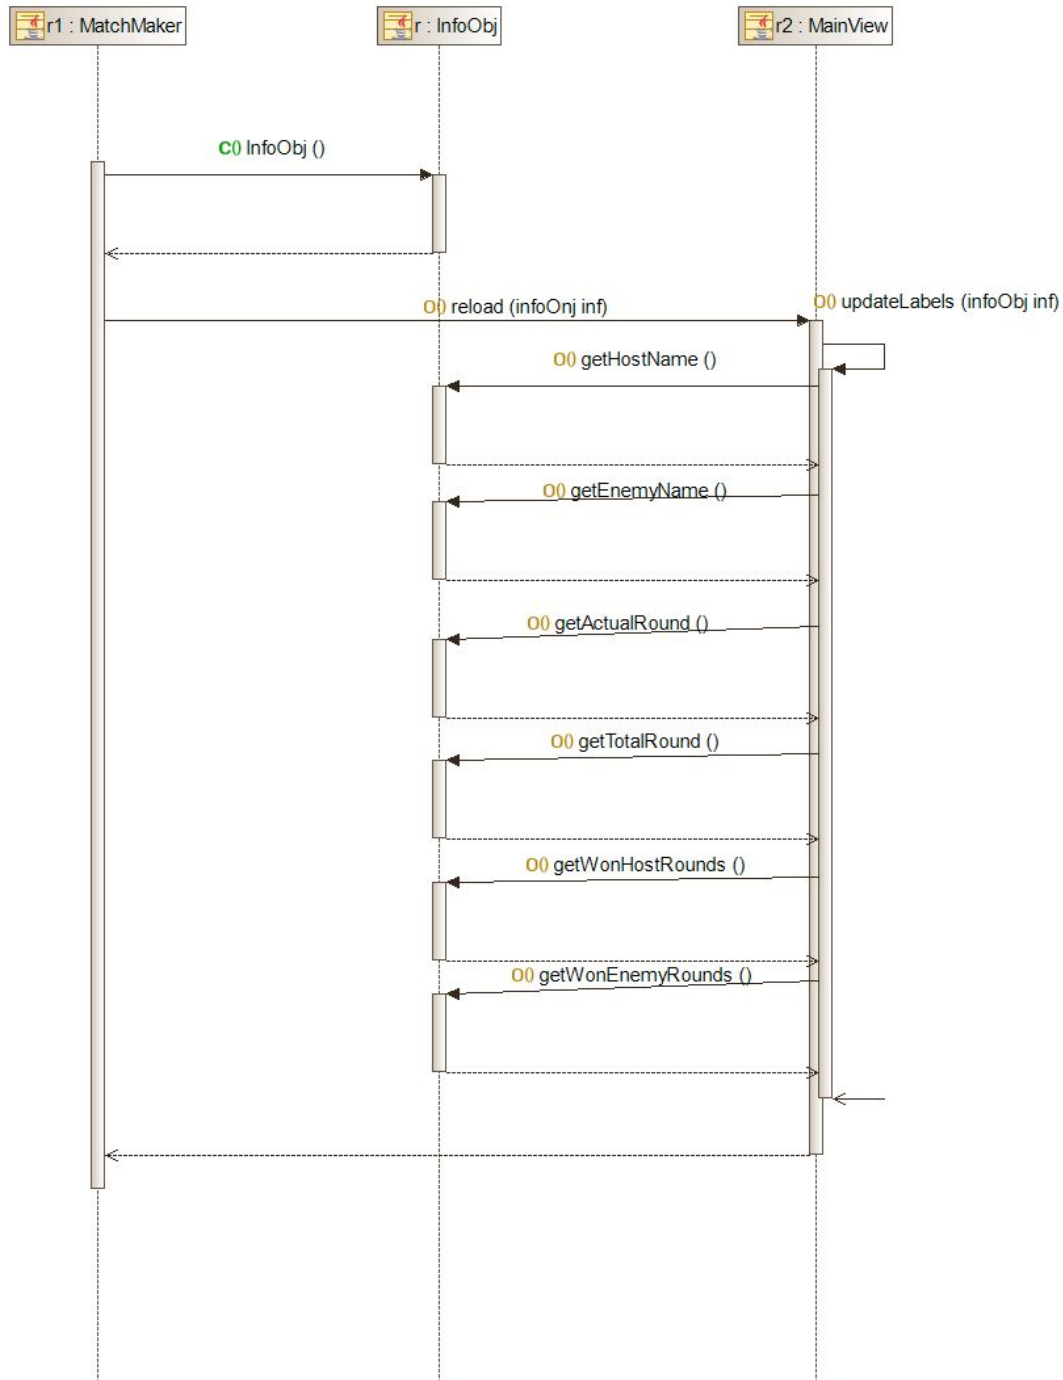 r1 : MatchMaker
r : InfoObj
r2 : MainView
C() InfoObj ()
O() updateLabels (infoObj inf)
O() reload (infoOnj inf)
O() getHostName ()
O() getEnemyName ()
O() getActualRound ()
O() getTotalRound ()
O() getWonHostRounds ()
O() getWonEnemyRounds ()